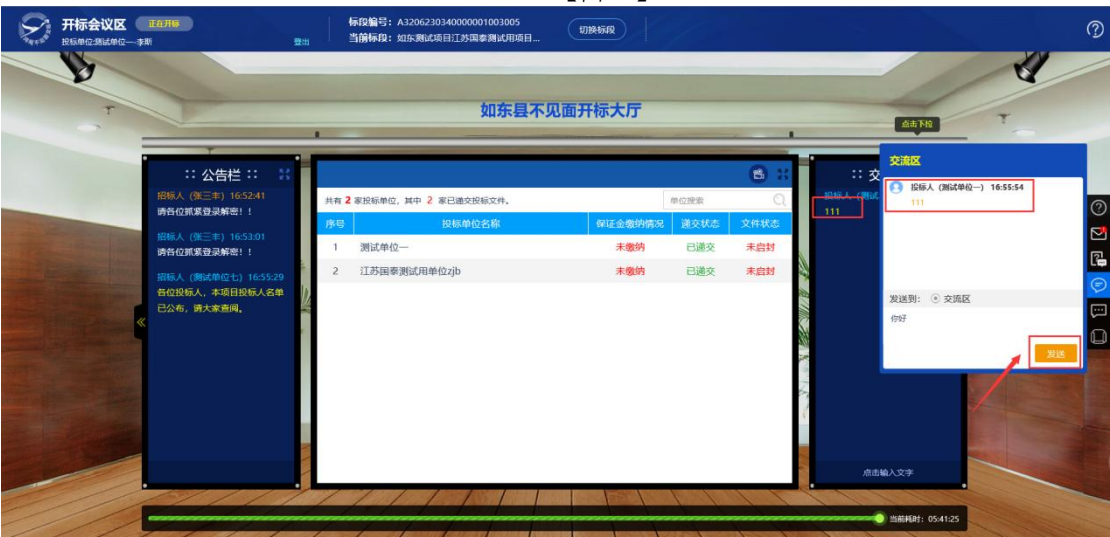 开标会议区 正在开标
投标单位:测试单位一---李斯 登出
标段编号：A3206230340000001003005
当前标段：如东测试项目江苏国泰测试用项目...
切换标段
如东县不见面开标大厅
点击下拉
:: 公告栏 ::
招标人（张三丰）16:52:41
请各位抓紧登录解密！！
招标人（张三丰）16:53:01
请各位抓紧登录解密！！
招标人（测试单位七）16:55:29
各位投标人，本项目投标人名单
已公布，请大家查阅。
共有 2 家投标单位，其中 2 家已递交投标文件。
单位搜索
序号 投标单位名称 保证金缴纳情况 递交状态 文件状态
1 测试单位一 未缴纳 已递交 未启封
2 江苏国泰测试用单位zjb 未缴纳 已递交 未启封
:: 交
投标人（测试
111
点击输入文字
交流区
投标人（测试单位一）16:55:54
111
发送到： 交流区
你好
发送
当前耗时：05:41:25